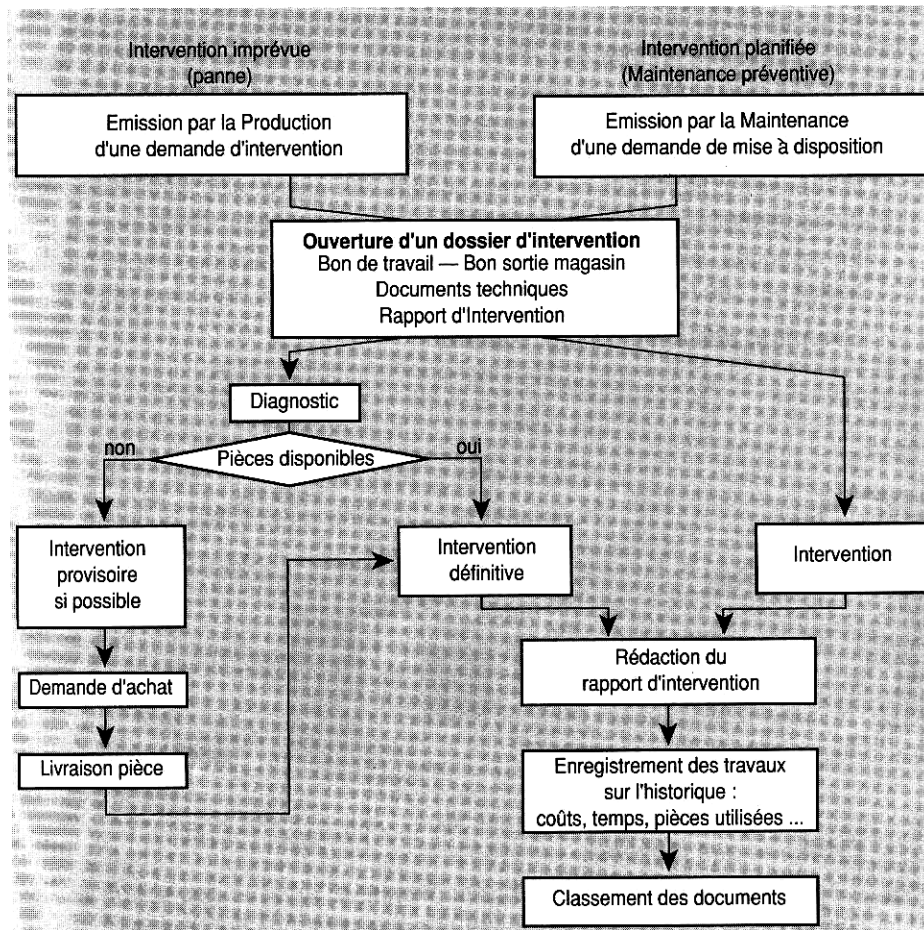 Intervention imprévue
(panne)
Intervention planifiée
(Maintenance préventive)
Emission par la Production
d'une demande d'intervention
Emission par la Maintenance
d'une demande de mise à disposition
Ouverture d'un dossier d'intervention
Bon de travail — Bon sortie magasin
Documents techniques
Rapport d'Intervention
Diagnostic
non
Pièces disponibles
oui
Intervention
provisoire
si possible
Intervention
définitive
Intervention
Demande d'achat
Rédaction du
rapport d'intervention
Livraison pièce
Enregistrement des travaux
sur l'historique :
coûts, temps, pièces utilisées ...
Classement des documents